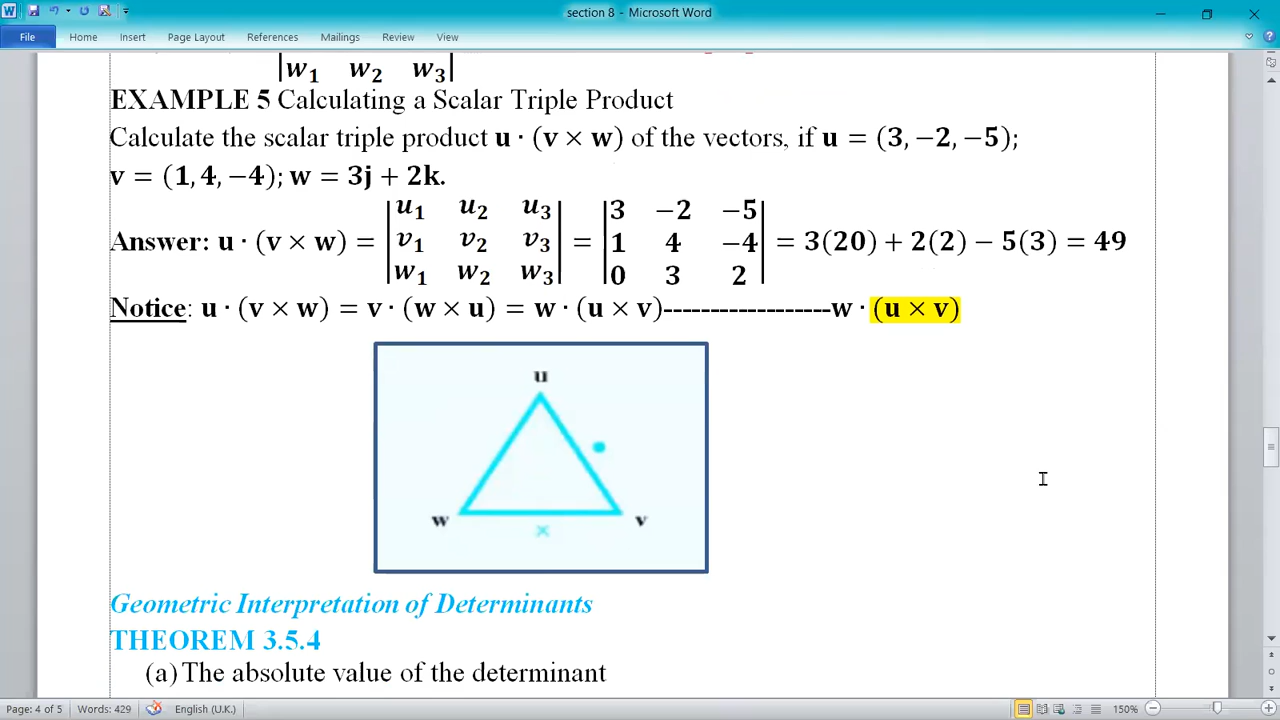 section 8 - Microsoft Word
File Home Insert Page Layout References Mailings Review View
|w₁ w₂ w₃|
EXAMPLE 5 Calculating a Scalar Triple Product
Calculate the scalar triple product u · (v × w) of the vectors, if u = (3, −2, −5);
v = (1, 4, −4); w = 3j + 2k.
Answer: u · (v × w) = |u₁ u₂ u₃; v₁ v₂ v₃; w₁ w₂ w₃| = |3 −2 −5; 1 4 −4; 0 3 2| = 3(20) + 2(2) − 5(3) = 49
Notice: u · (v × w) = v · (w × u) = w · (u × v)------------------w · (u × v)
u
w v
×
Geometric Interpretation of Determinants
THEOREM 3.5.4
(a) The absolute value of the determinant
Page: 4 of 5 Words: 429 English (U.K.) 150%